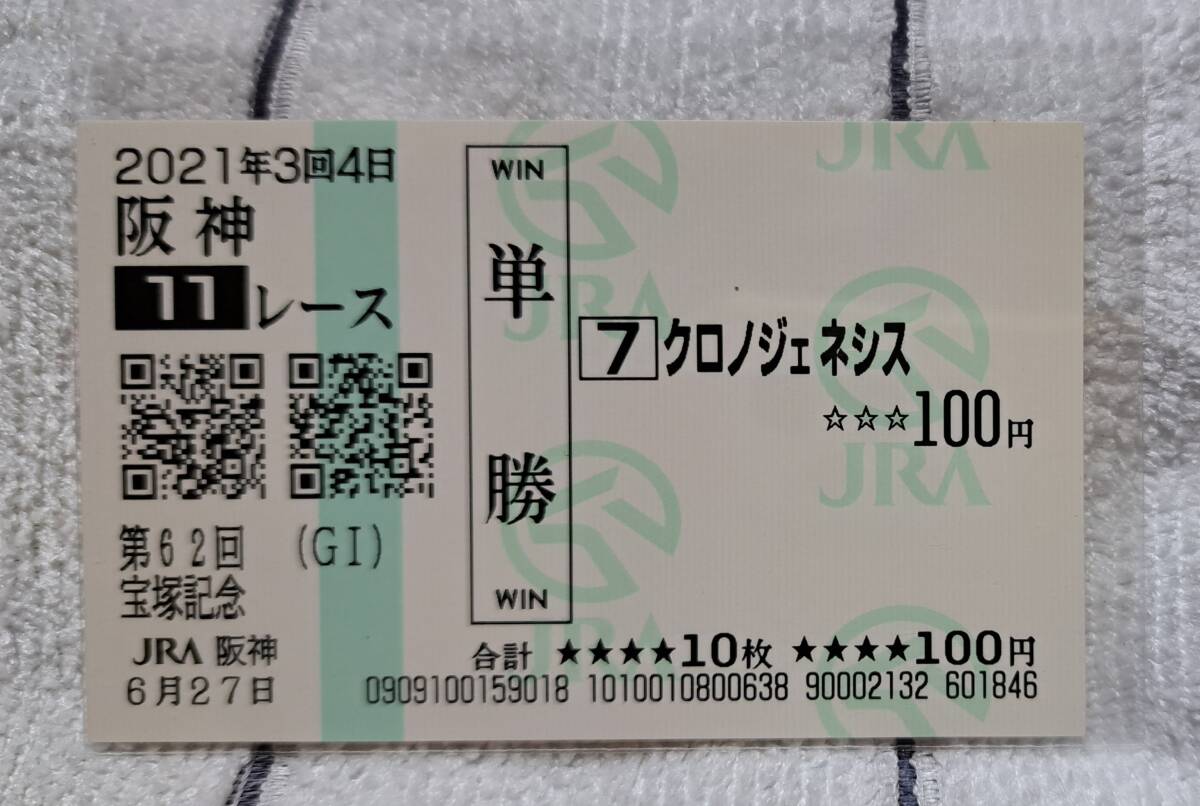 2021年3回4日
阪神
11レース
第62回 (GI)
宝塚記念
JRA 阪神
6月27日
WIN
単勝
WIN
7 クロノジェネシス
☆☆☆100円
合計 ★★★★10枚 ★★★★100円
0909100159018 1010010800638 90002132 601846
JRA
JRA
JRA
JRA